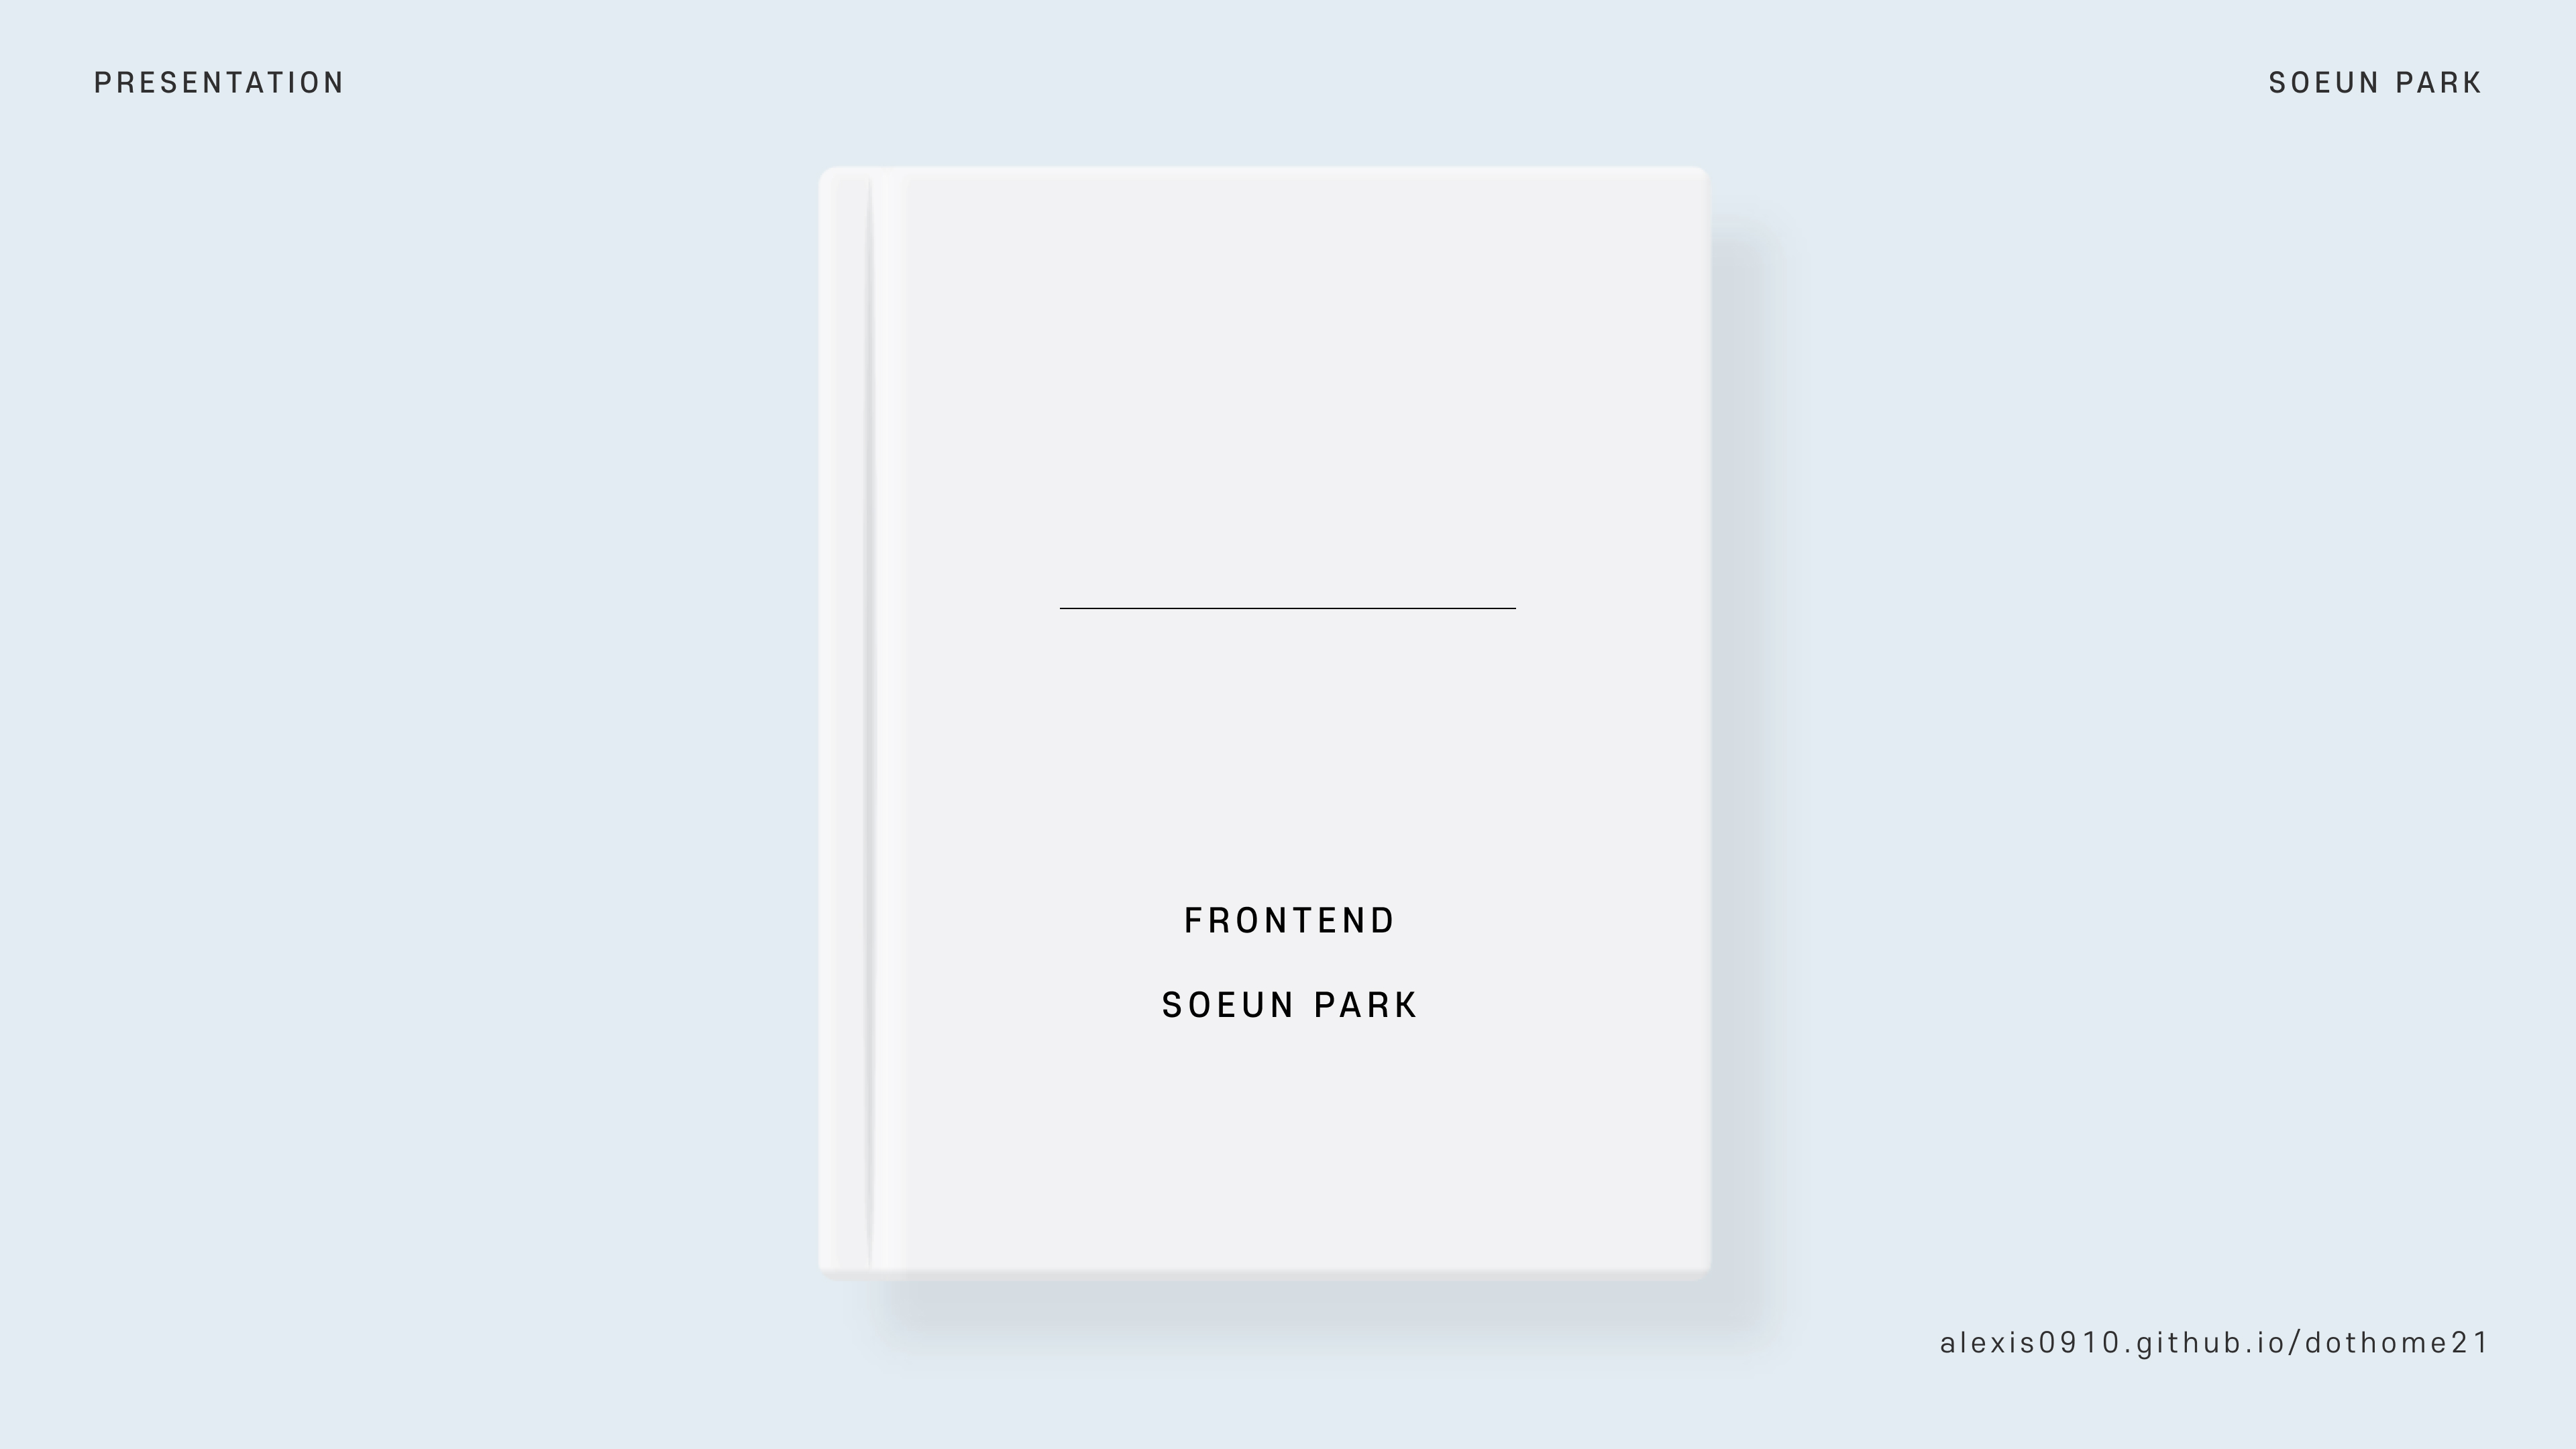 PRESENTATION
SOEUN PARK
FRONTEND
SOEUN PARK
alexis0910.github.io/dothome21